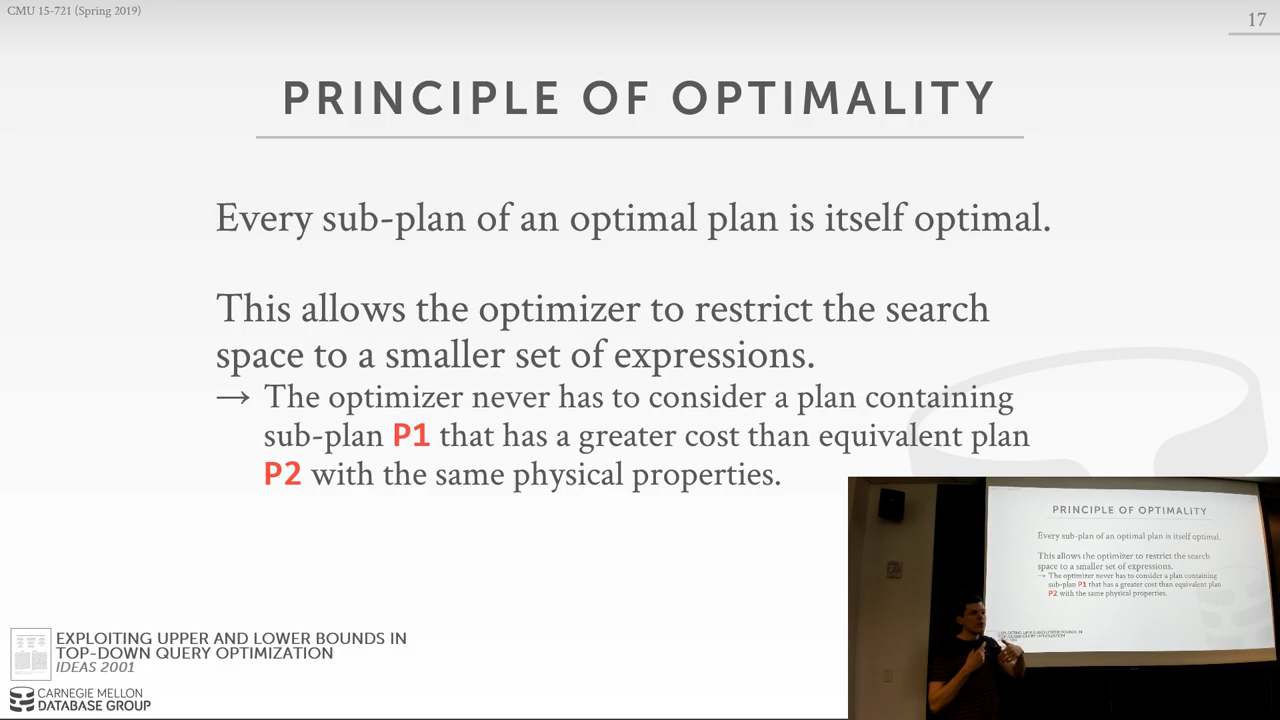 CMU 15-721 (Spring 2019)
17
PRINCIPLE OF OPTIMALITY
Every sub-plan of an optimal plan is itself optimal.
This allows the optimizer to restrict the search
space to a smaller set of expressions.
→ The optimizer never has to consider a plan containing
sub-plan P1 that has a greater cost than equivalent plan
P2 with the same physical properties.
EXPLOITING UPPER AND LOWER BOUNDS IN
TOP-DOWN QUERY OPTIMIZATION
IDEAS 2001
CARNEGIE MELLON
DATABASE GROUP
PRINCIPLE OF OPTIMALITY
Every sub-plan of an optimal plan is itself optimal.
This allows the optimizer to restrict the search
space to a smaller set of expressions.
→ The optimizer never has to consider a plan containing
sub-plan P1 that has a greater cost than equivalent plan
P2 with the same physical properties.